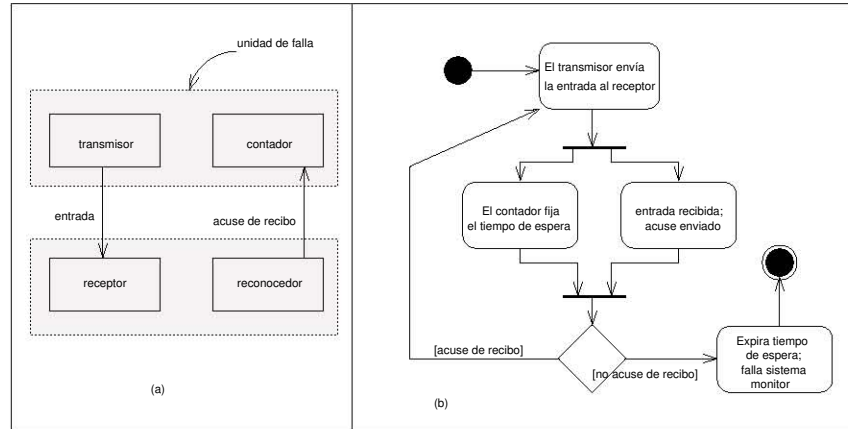 unidad de falla
transmisor
contador
entrada
acuse de recibo
receptor
reconocedor
(a)
El transmisor envía
la entrada al receptor
El contador fija
el tiempo de espera
entrada recibida;
acuse enviado
[acuse de recibo]
[no acuse de recibo]
Expira tiempo
de espera;
falla sistema
monitor
(b)